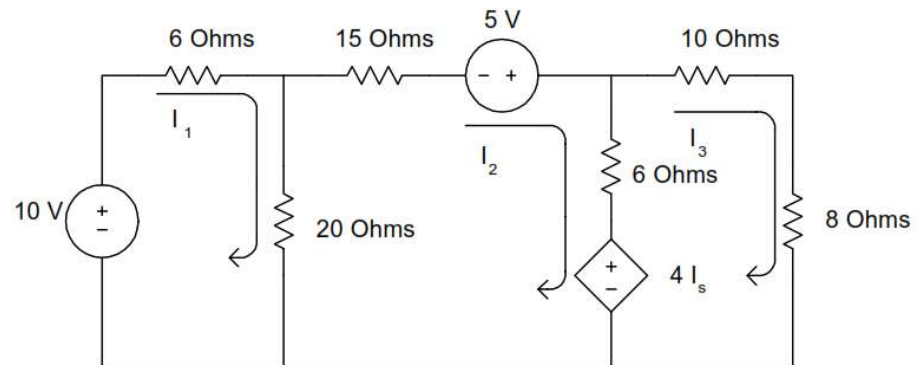 5 V
6 Ohms
15 Ohms
- +
10 Ohms
I₁
I₂
I₃
6 Ohms
10 V
+
-
20 Ohms
8 Ohms
+
-
4 Iₛ